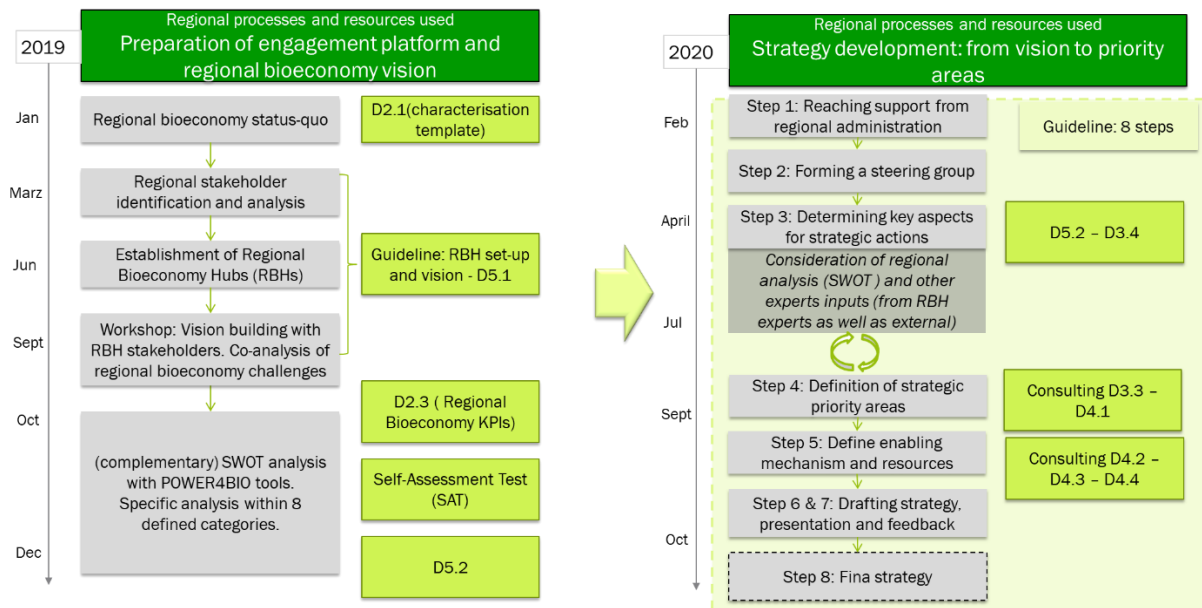 2019
Regional processes and resources used
Preparation of engagement platform and
regional bioeconomy vision
Jan
Marz
Jun
Sept
Oct
Dec
Regional bioeconomy status-quo
D2.1(characterisation
template)
Regional stakeholder
identification and analysis
Establishment of Regional
Bioeconomy Hubs (RBHs)
Guideline: RBH set-up
and vision - D5.1
Workshop: Vision building with
RBH stakeholders. Co-analysis of
regional bioeconomy challenges
(complementary) SWOT analysis
with POWER4BIO tools.
Specific analysis within 8
defined categories.
D2.3 ( Regional
Bioeconomy KPIs)
Self-Assessment Test
(SAT)
D5.2
2020
Regional processes and resources used
Strategy development: from vision to priority
areas
Feb
April
Jul
Sept
Oct
Step 1: Reaching support from
regional administration
Guideline: 8 steps
Step 2: Forming a steering group
Step 3: Determining key aspects
for strategic actions
D5.2 – D3.4
Consideration of regional
analysis (SWOT ) and other
experts inputs (from RBH
experts as well as external)
Step 4: Definition of strategic
priority areas
Consulting D3.3 –
D4.1
Step 5: Define enabling
mechanism and resources
Consulting D4.2 –
D4.3 – D4.4
Step 6 & 7: Drafting strategy,
presentation and feedback
Step 8: Fina strategy